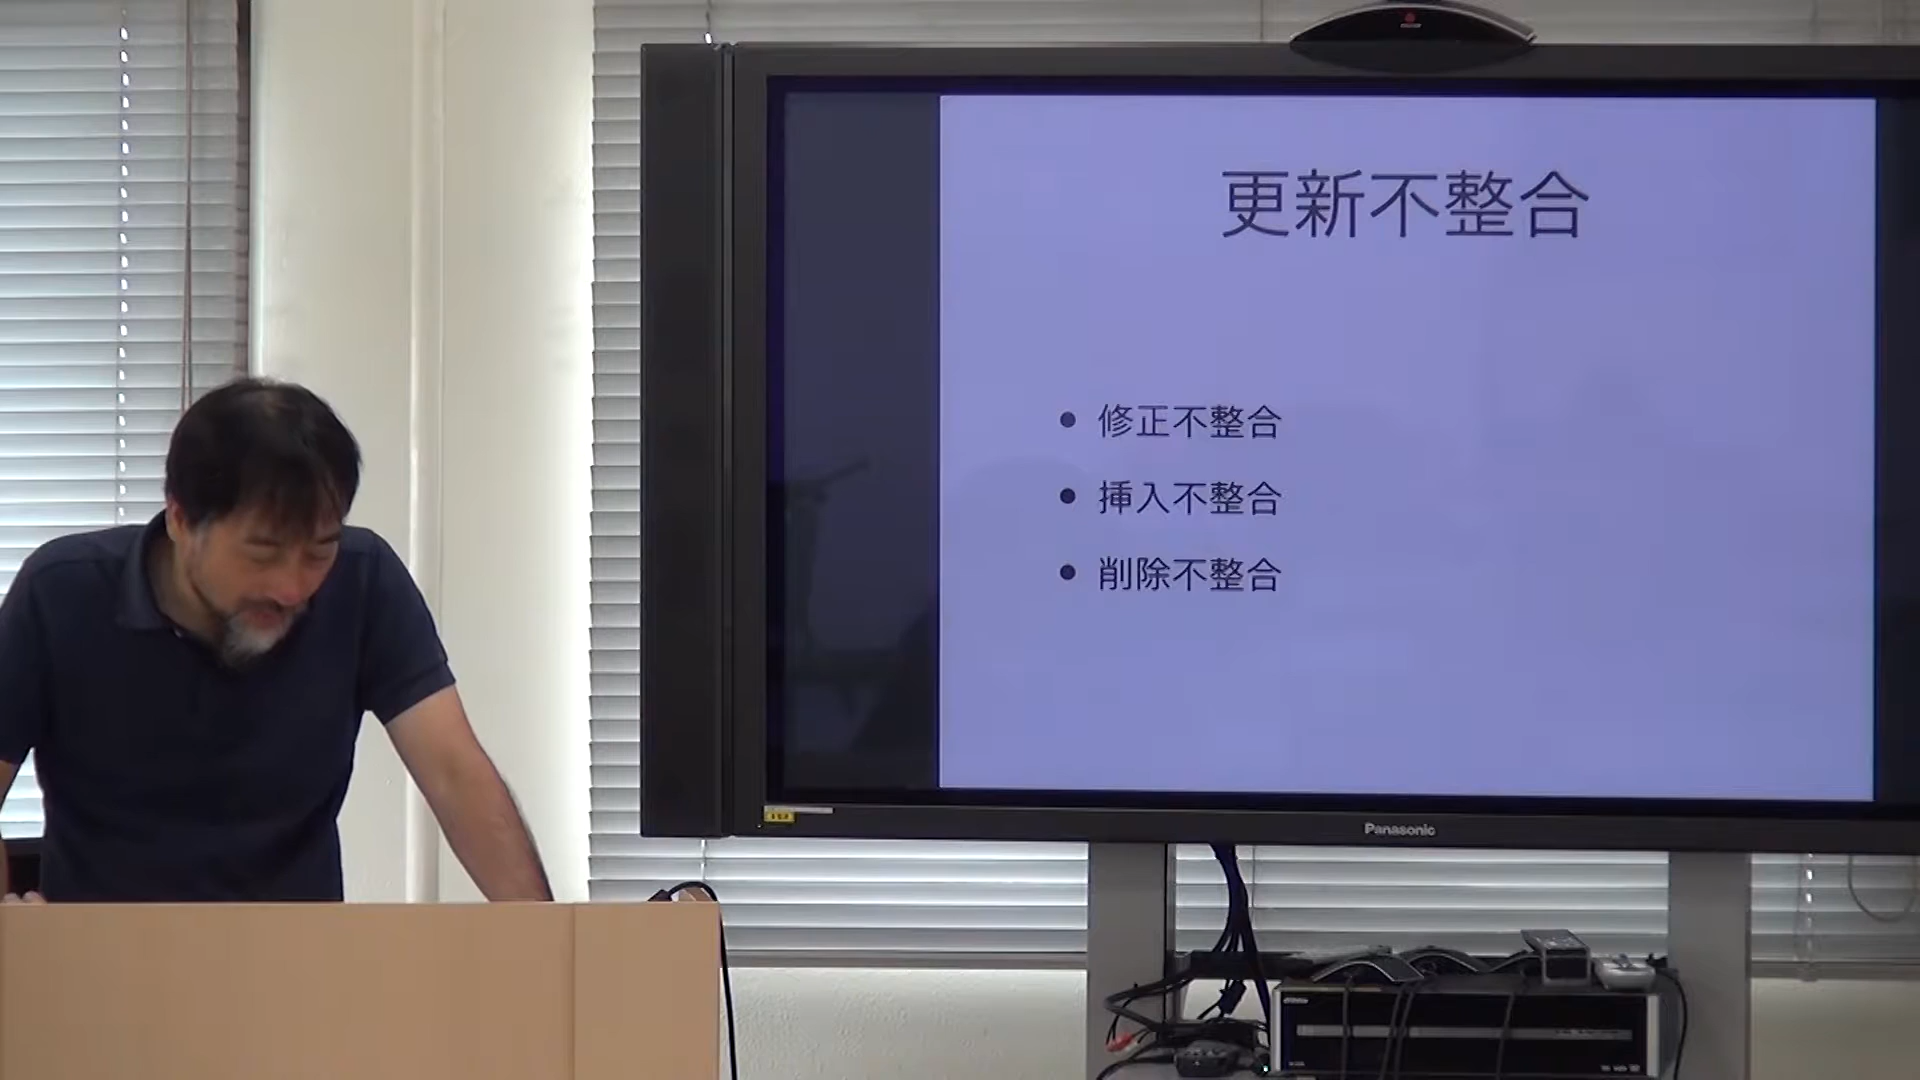 更新不整合
• 修正不整合
• 挿入不整合
• 削除不整合
Panasonic